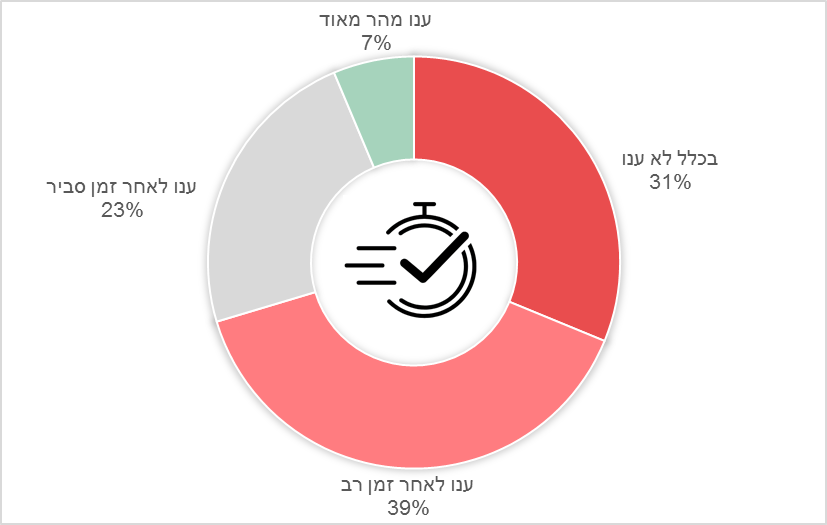 ענו מהר מאוד
7%
בכלל לא ענו
31%
ענו לאחר זמן סביר
23%
ענו לאחר זמן רב
39%